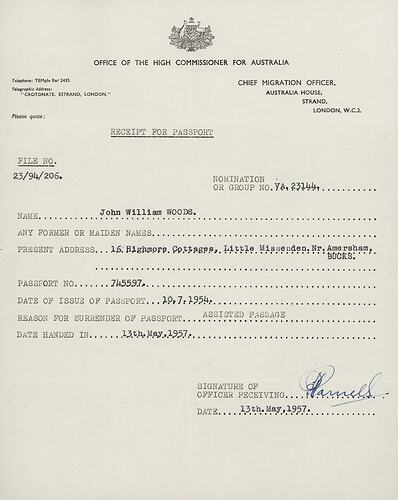 OFFICE OF THE HIGH COMMISSIONER FOR AUSTRALIA
Telephone: TEMple Bar 2435.
Telegraphic Address:
"CROTONATE, ESTRAND, LONDON."
CHIEF MIGRATION OFFICER,
AUSTRALIA HOUSE,
STRAND,
LONDON, W.C.2.
Please quote:
RECEIPT FOR PASSPORT
FILE NO.
23/94/206.
NOMINATION
OR GROUP NO. VA.23144.
NAME John William WOODS.
ANY FORMER OR MAIDEN NAMES
PRESENT ADDRESS 16 Highmore Cottages, Little Missenden, Nr. Amersham,
BUCKS.
PASSPORT NO. 745597.
DATE OF ISSUE OF PASSPORT 10.7.1954.
REASON FOR SURRENDER OF PASSPORT ASSISTED PASSAGE
DATE HANDED IN 13th.May,1957.
SIGNATURE OF
OFFICER RECEIVING
DATE 13th.May,1957.